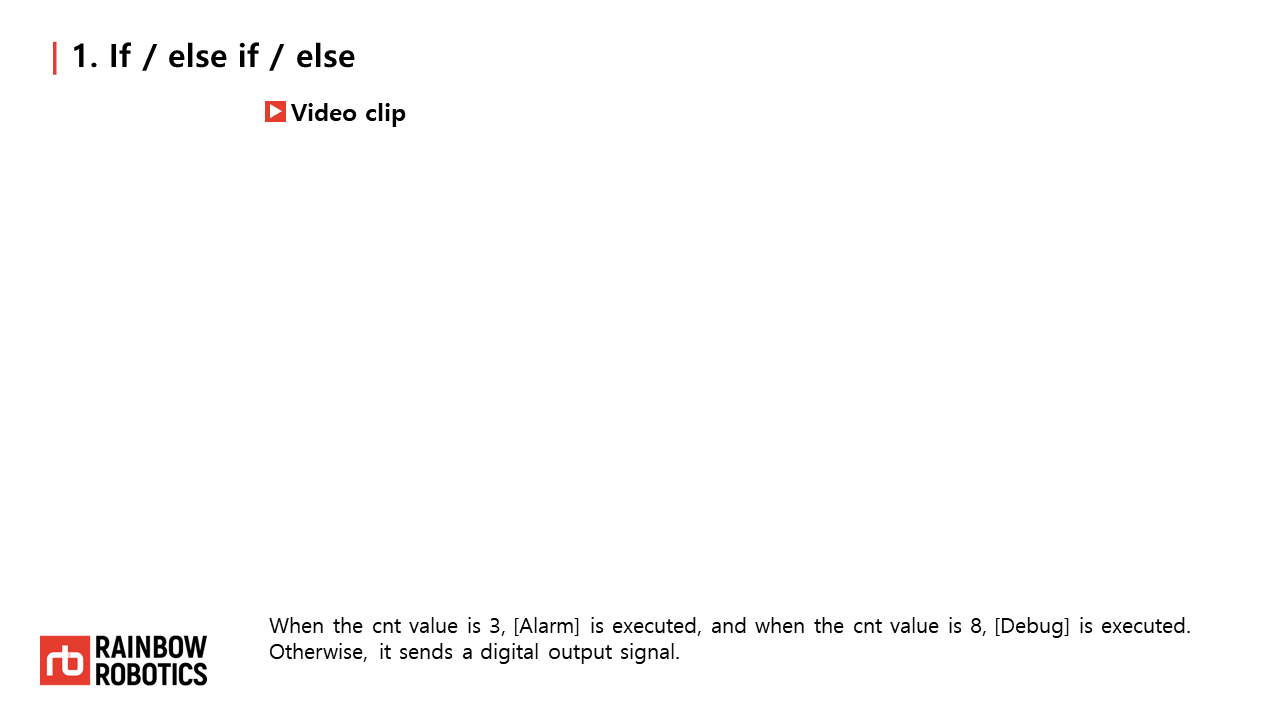 1. If / else if / else
Video clip
When the cnt value is 3, [Alarm] is executed, and when the cnt value is 8, [Debug] is executed.
Otherwise, it sends a digital output signal.
rb
RAINBOW
ROBOTICS